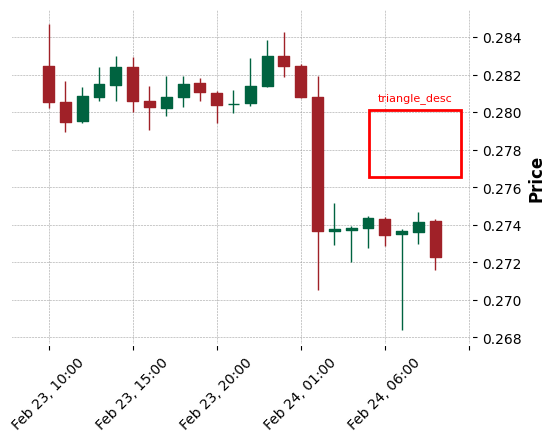 triangle_desc
0.284
0.282
0.280
0.278
0.276
0.274
0.272
0.270
0.268
Price
Feb 23, 10:00
Feb 23, 15:00
Feb 23, 20:00
Feb 24, 01:00
Feb 24, 06:00